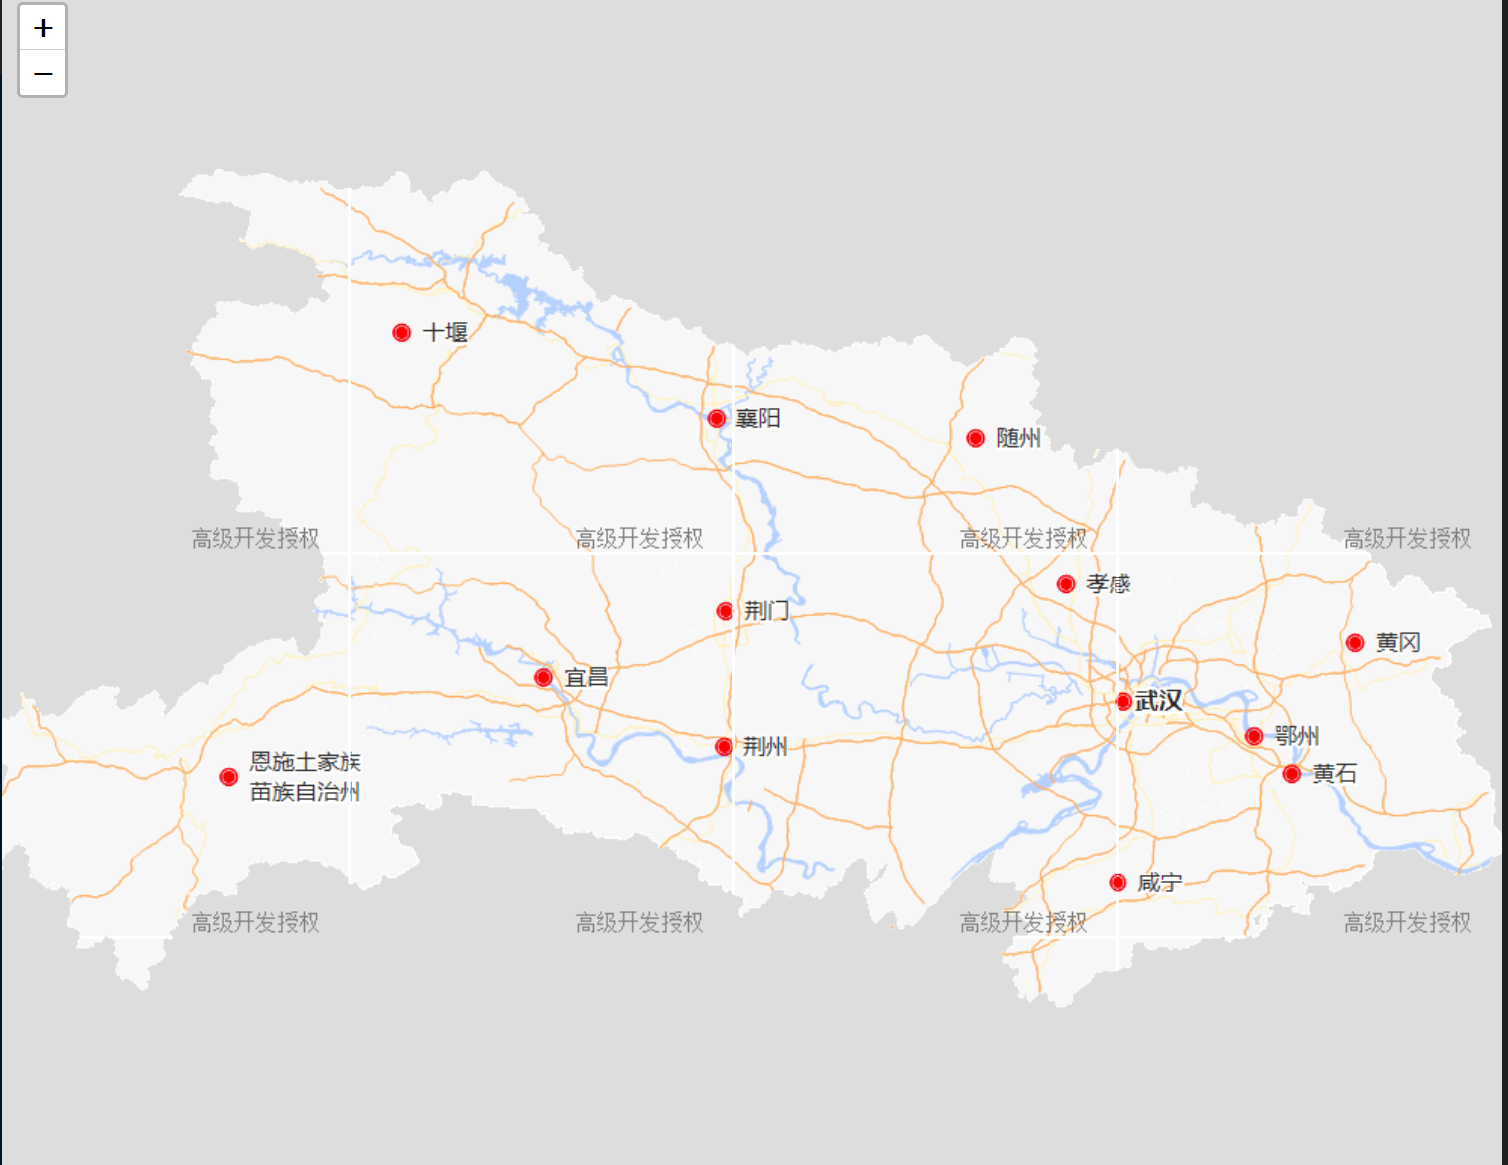 +
−
十堰
襄阳
随州
高级开发授权
高级开发授权
高级开发授权
高级开发授权
孝感
荆门
黄冈
宜昌
武汉
鄂州
荆州
恩施土家族
苗族自治州
黄石
咸宁
高级开发授权
高级开发授权
高级开发授权
高级开发授权